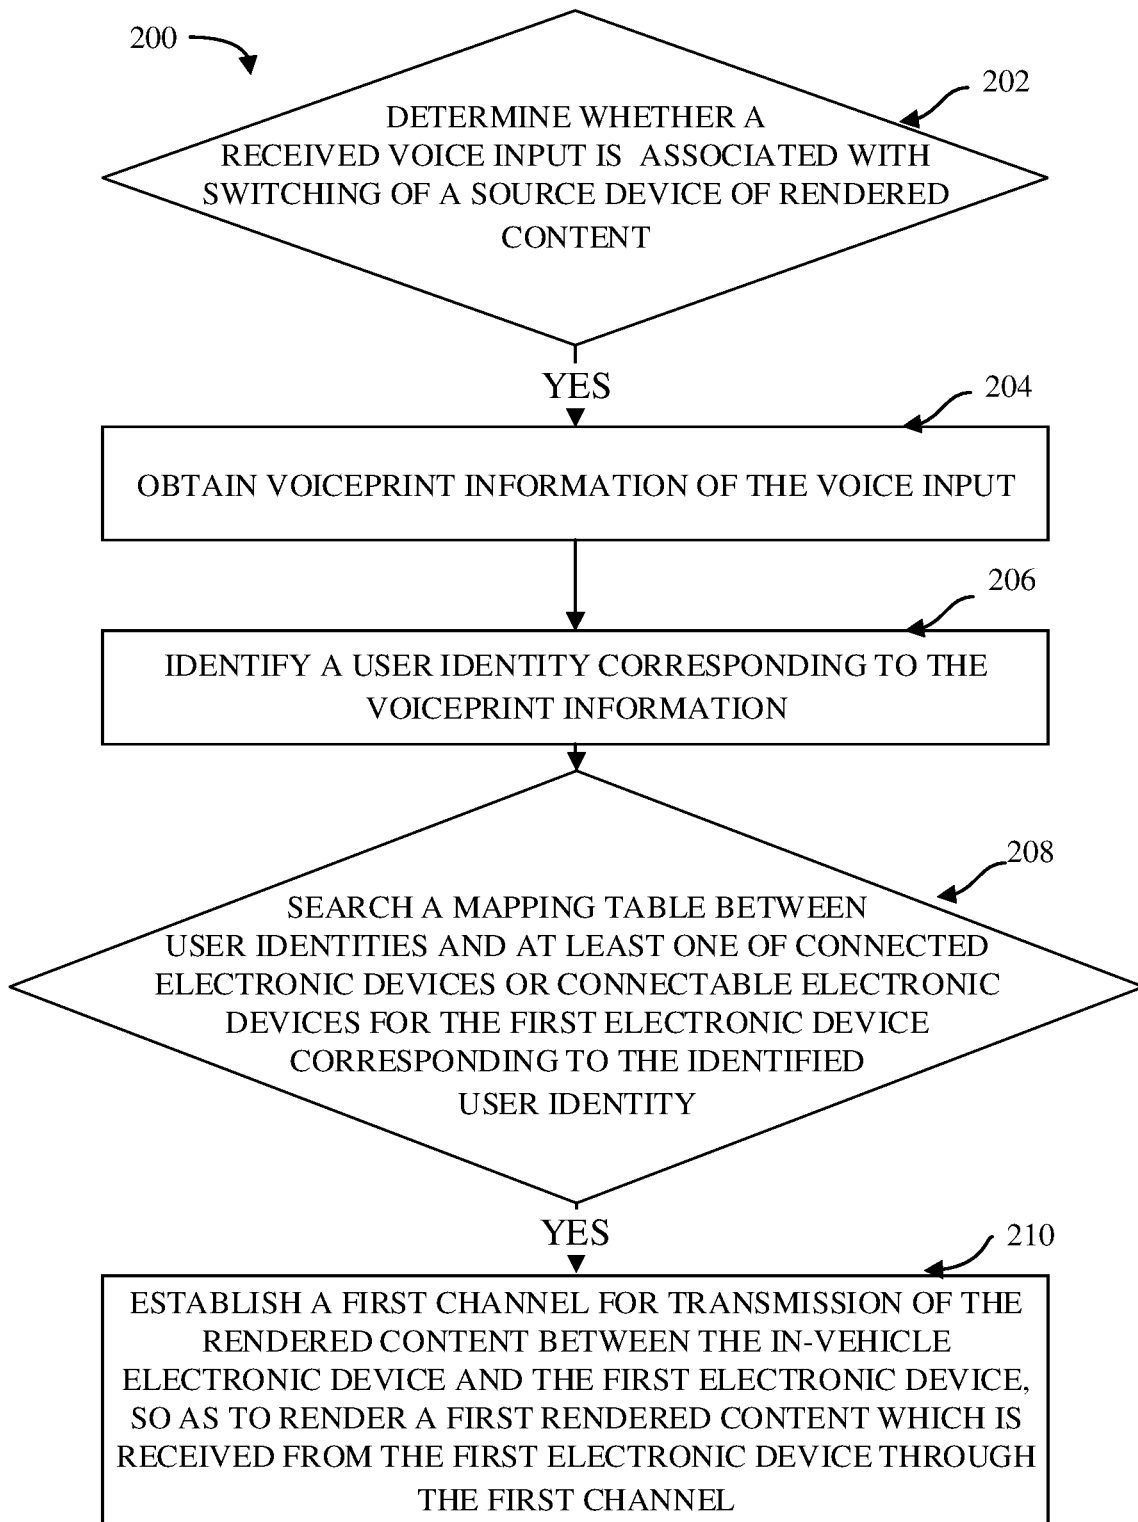 200
202
DETERMINE WHETHER A
RECEIVED VOICE INPUT IS ASSOCIATED WITH
SWITCHING OF A SOURCE DEVICE OF RENDERED
CONTENT
YES
204
OBTAIN VOICEPRINT INFORMATION OF THE VOICE INPUT
206
IDENTIFY A USER IDENTITY CORRESPONDING TO THE
VOICEPRINT INFORMATION
208
SEARCH A MAPPING TABLE BETWEEN
USER IDENTITIES AND AT LEAST ONE OF CONNECTED
ELECTRONIC DEVICES OR CONNECTABLE ELECTRONIC
DEVICES FOR THE FIRST ELECTRONIC DEVICE
CORRESPONDING TO THE IDENTIFIED
USER IDENTITY
YES
210
ESTABLISH A FIRST CHANNEL FOR TRANSMISSION OF THE
RENDERED CONTENT BETWEEN THE IN-VEHICLE
ELECTRONIC DEVICE AND THE FIRST ELECTRONIC DEVICE,
SO AS TO RENDER A FIRST RENDERED CONTENT WHICH IS
RECEIVED FROM THE FIRST ELECTRONIC DEVICE THROUGH
THE FIRST CHANNEL